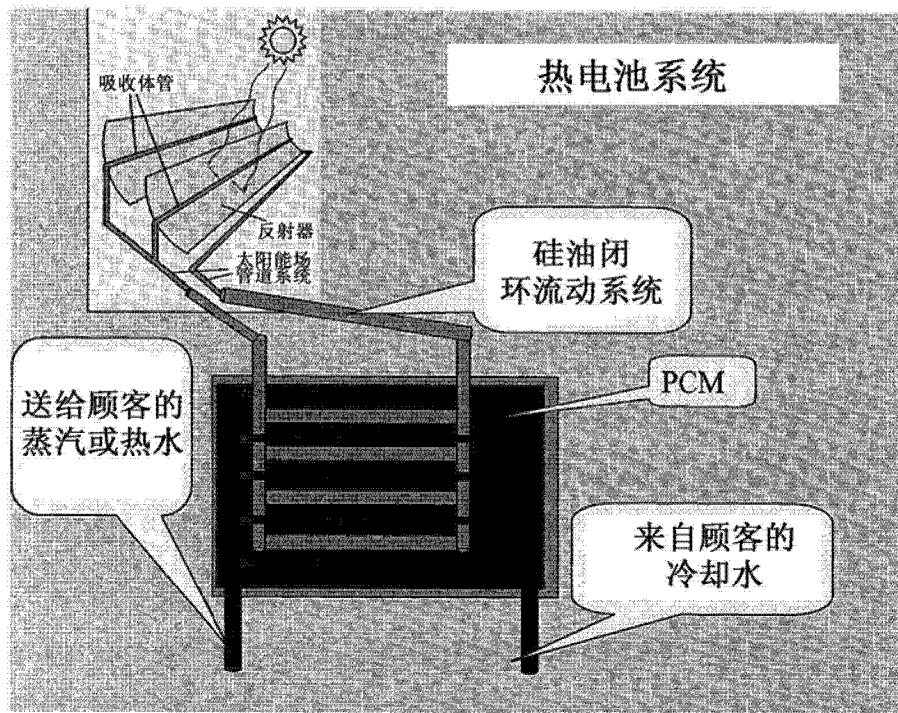 热电池系统
吸收体管
反射器
太阳能场
管道系统
硅油闭
环流动系统
PCM
送给顾客的
蒸汽或热水
来自顾客的
冷却水